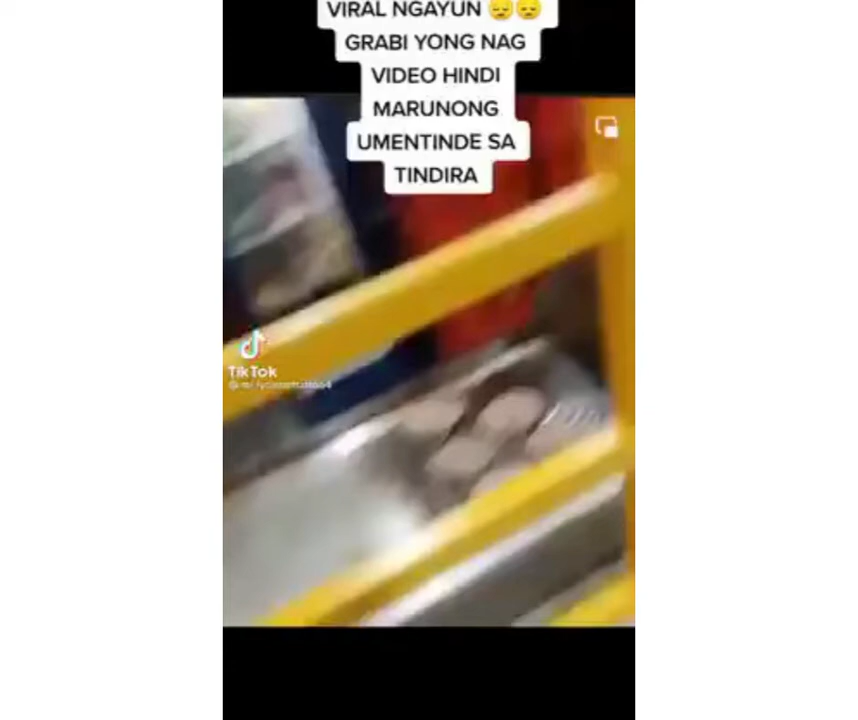 VIRAL NGAYUN 😔😔
GRABI YONG NAG
VIDEO HINDI
MARUNONG
UMENTINDE SA
TINDIRA
TikTok